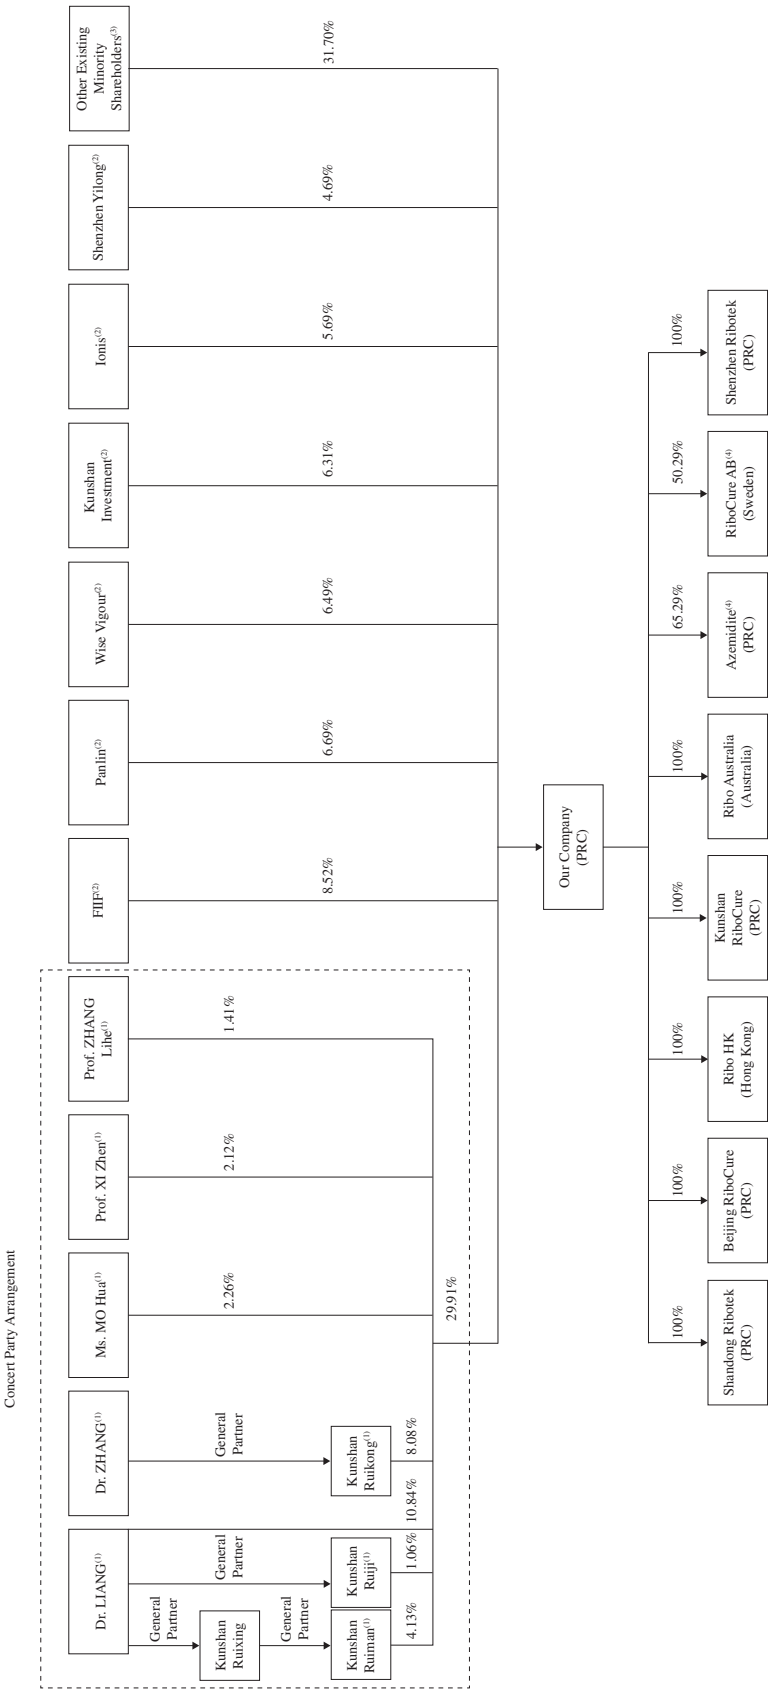 Concert Party Arrangement
Dr. LIANG(1)
Dr. ZHANG(1)
Ms. MO Hua(1)
Prof. XI Zhen(1)
Prof. ZHANG
Lihe(1)
FIIF(2)
Panlin(2)
Wise Vigour(2)
Kunshan
Investment(2)
Ionis(2)
Shenzhen Yilong(2)
Other Existing
Minority
Shareholders(3)
General
Partner
Kunshan
Ruixing
General
Partner
General
Partner
General
Partner
2.26%
2.12%
1.41%
8.52%
6.69%
6.49%
6.31%
5.69%
4.69%
31.70%
Kunshan
Ruiman(1)
Kunshan
Ruiji(1)
Kunshan
Ruikong(1)
4.13%
1.06%
10.84%
8.08%
29.91%
Our Company
(PRC)
100%
100%
100%
100%
100%
65.29%
50.29%
100%
Shandong Ribotek
(PRC)
Beijing RiboCure
(PRC)
Ribo HK
(Hong Kong)
Kunshan
RiboCure
(PRC)
Ribo Australia
(Australia)
Azemidite(4)
(PRC)
RiboCure AB(4)
(Sweden)
Shenzhen Ribotek
(PRC)